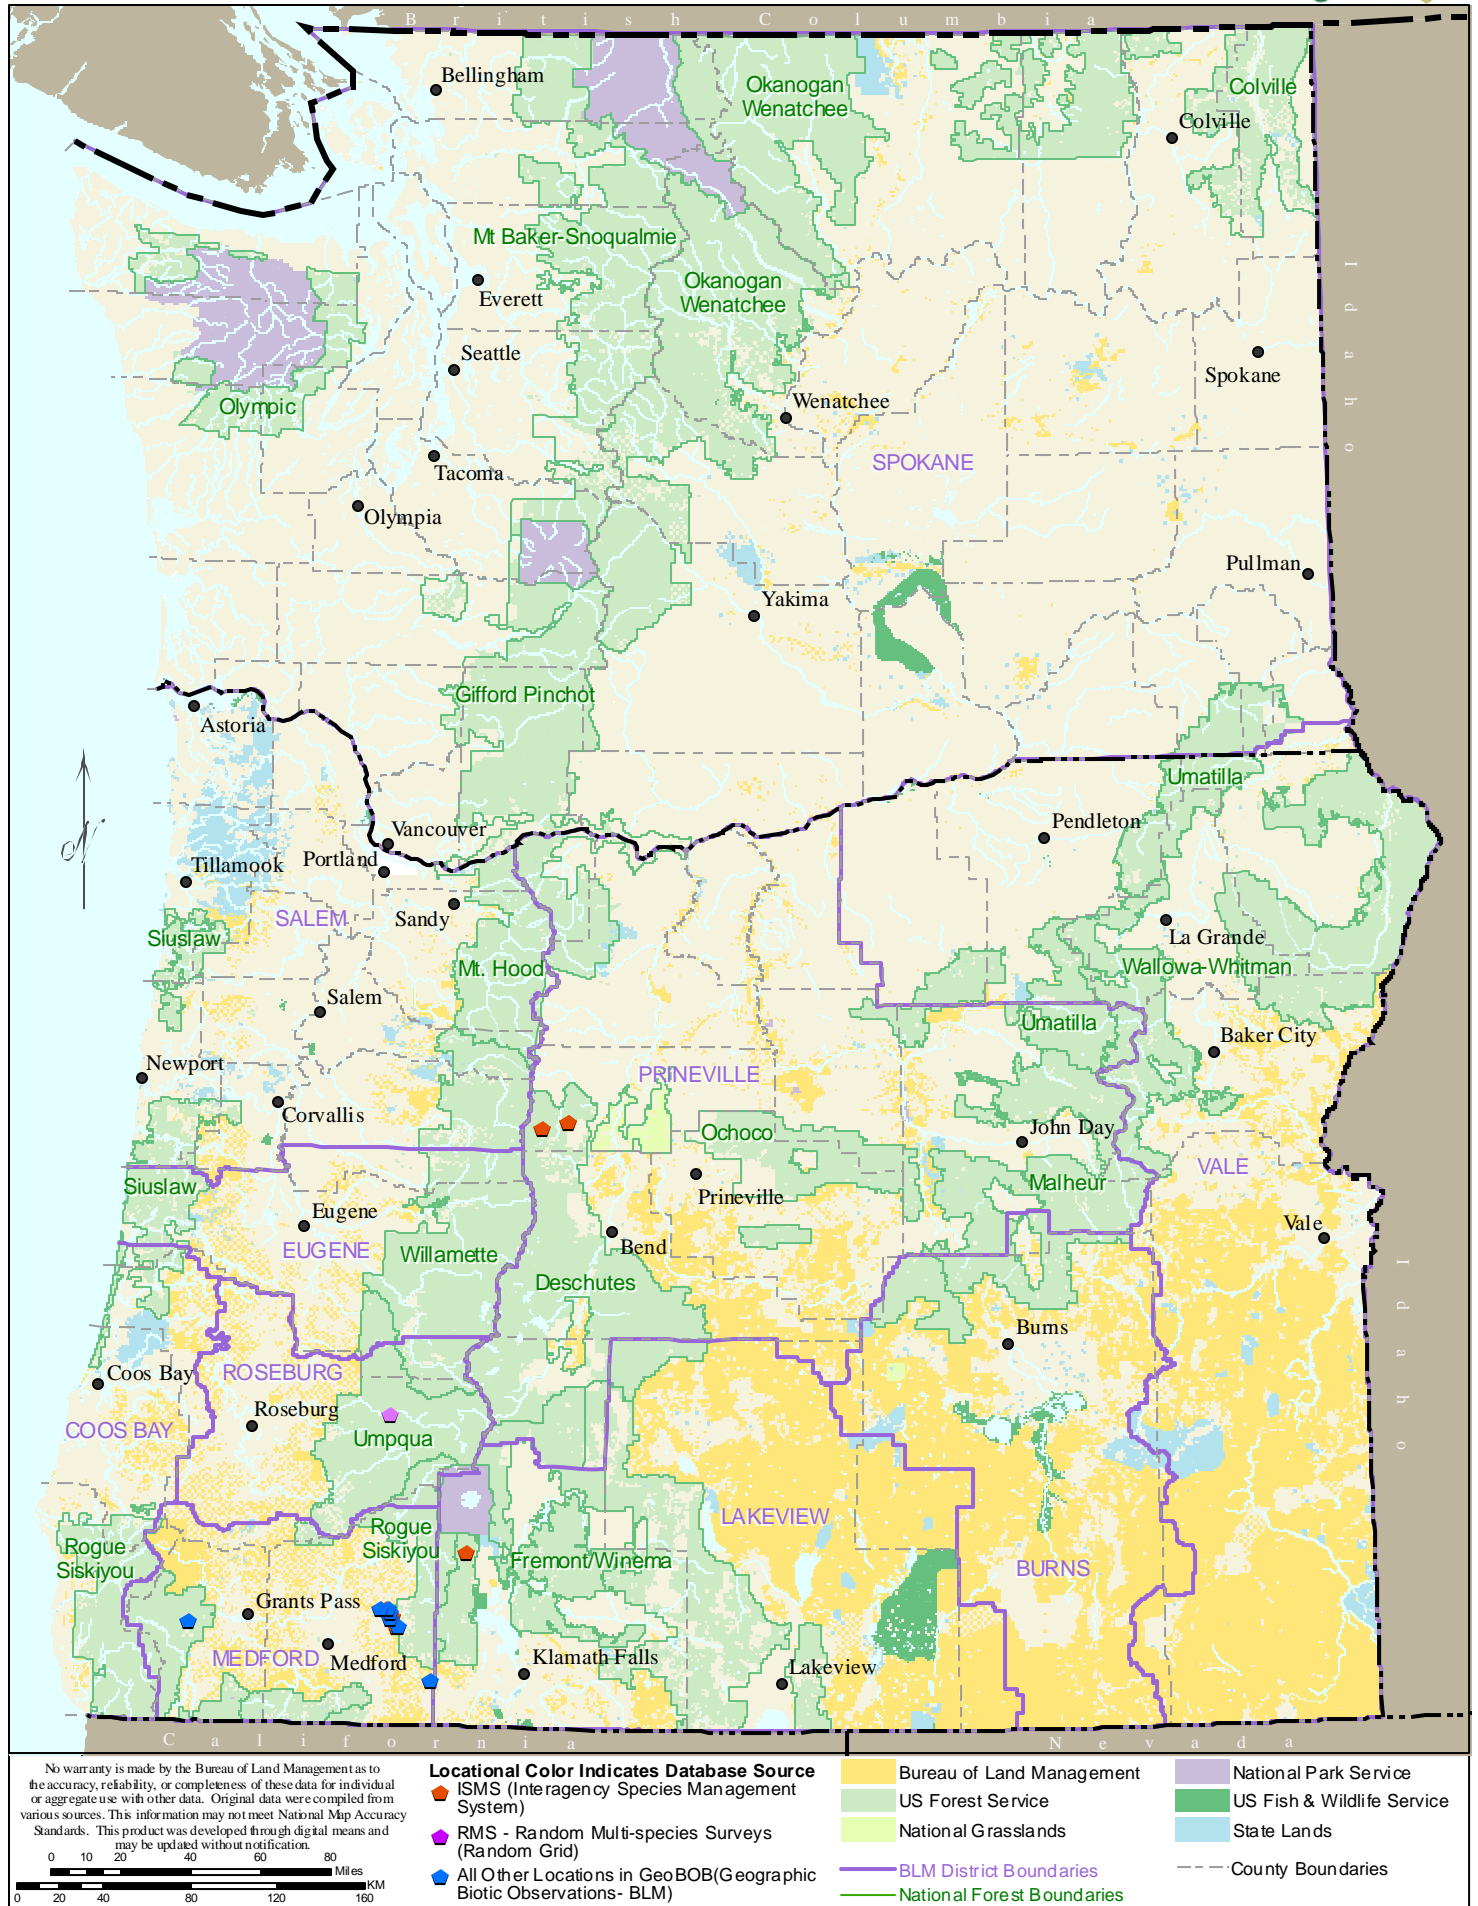 British Columbia
Bellingham
Okanogan
Wenatchee
Colville
Colville
Mt Baker-Snoqualmie
Okanogan
Wenatchee
Everett
Idaho
Seattle
Spokane
Olympic
Wenatchee
SPOKANE
Tacoma
Olympia
Pullman
Yakima
Gifford Pinchot
Astoria
Umatilla
Vancouver
Pendleton
Portland
Tillamook
SALEM
Sandy
Siuslaw
La Grande
Mt. Hood
Wallowa-Whitman
Salem
Umatilla
Baker City
Newport
PRINEVILLE
Corvallis
Ochoco
John Day
VALE
Siuslaw
Malheur
Prineville
Eugene
Vale
EUGENE
Willamette
Bend
Deschutes
Idaho
Burns
Coos Bay
ROSEBURG
Roseburg
COOS BAY
Umpqua
LAKEVIEW
Rogue
Siskiyou
Rogue
Siskiyou
Fremont/Winema
BURNS
Grants Pass
MEDFORD
Medford
Klamath Falls
Lakeview
California
Nevada
No warranty is made by the Bureau of Land Management as to
the accuracy, reliability, or completeness of these data for individual
or aggregate use with other data. Original data were compiled from
various sources. This information may not meet National Map Accuracy
Standards. This product was developed through digital means and
may be updated without notification.
0 10 20 40 60 80
Miles
KM
0 20 40 80 120 160
Locational Color Indicates Database Source
ISMS (Interagency Species Management
System)
RMS - Random Multi-species Surveys
(Random Grid)
All Other Locations in GeoBOB(Geographic
Biotic Observations- BLM)
Bureau of Land Management
US Forest Service
National Grasslands
BLM District Boundaries
National Forest Boundaries
National Park Service
US Fish & Wildlife Service
State Lands
County Boundaries